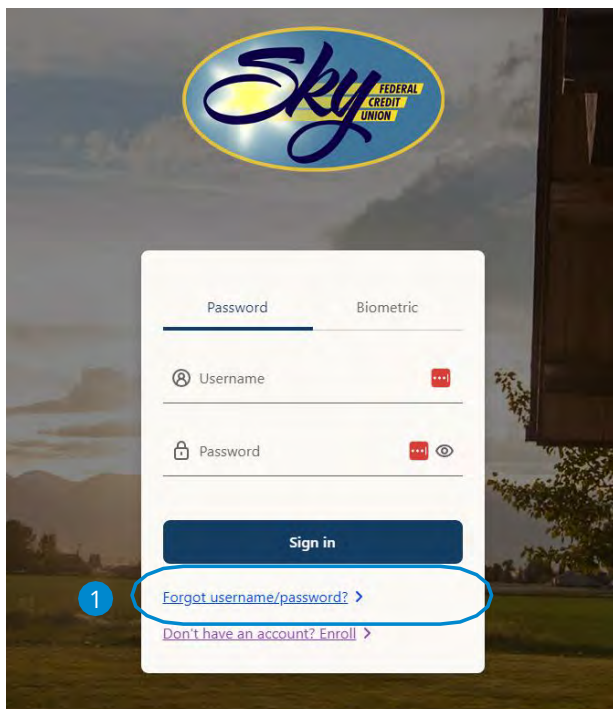 Sky
FEDERAL
CREDIT
UNION
Password Biometric
Username
Password
Sign in
1 Forgot username/password? >
Don't have an account? Enroll >